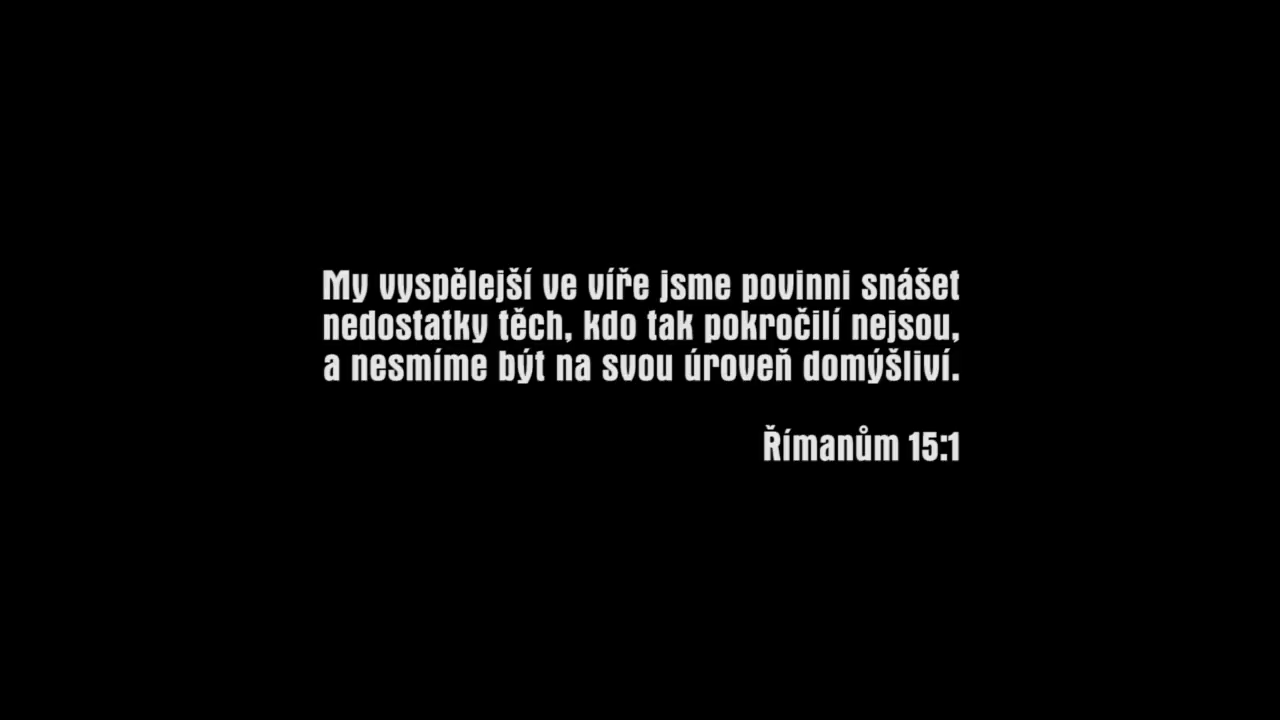 My vyspělejší ve víře jsme povinni snášet
nedostatky těch, kdo tak pokročilí nejsou,
a nesmíme být na svou úroveň domýšliví.
Římanům 15:1